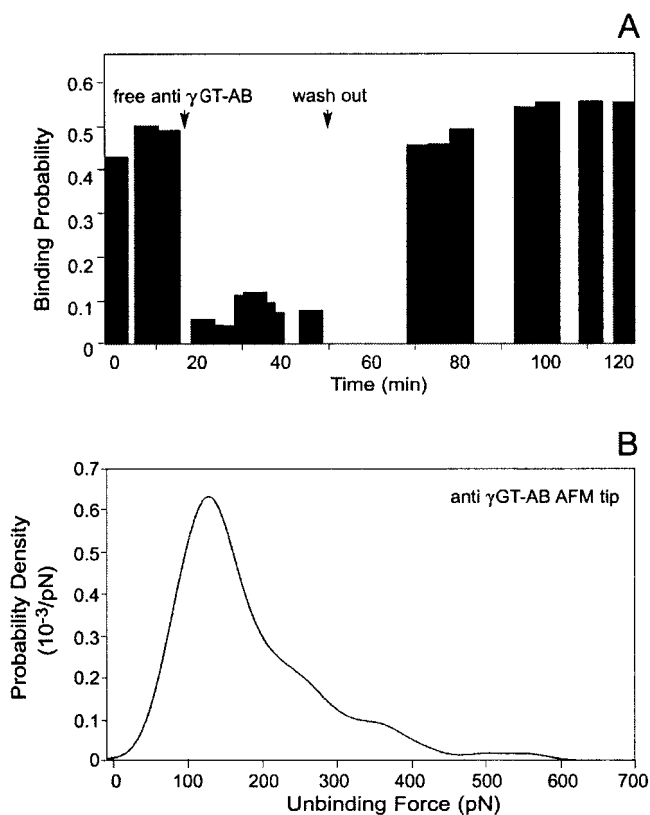 A
free anti γGT-AB
wash out
Binding Probability
0.6
0.5
0.4
0.3
0.2
0.1
0
0 20 40 60 80 100 120
Time (min)
B
anti γGT-AB AFM tip
Probability Density
(10-3/pN)
0.7
0.6
0.5
0.4
0.3
0.2
0.1
0
0 100 200 300 400 500 600 700
Unbinding Force (pN)